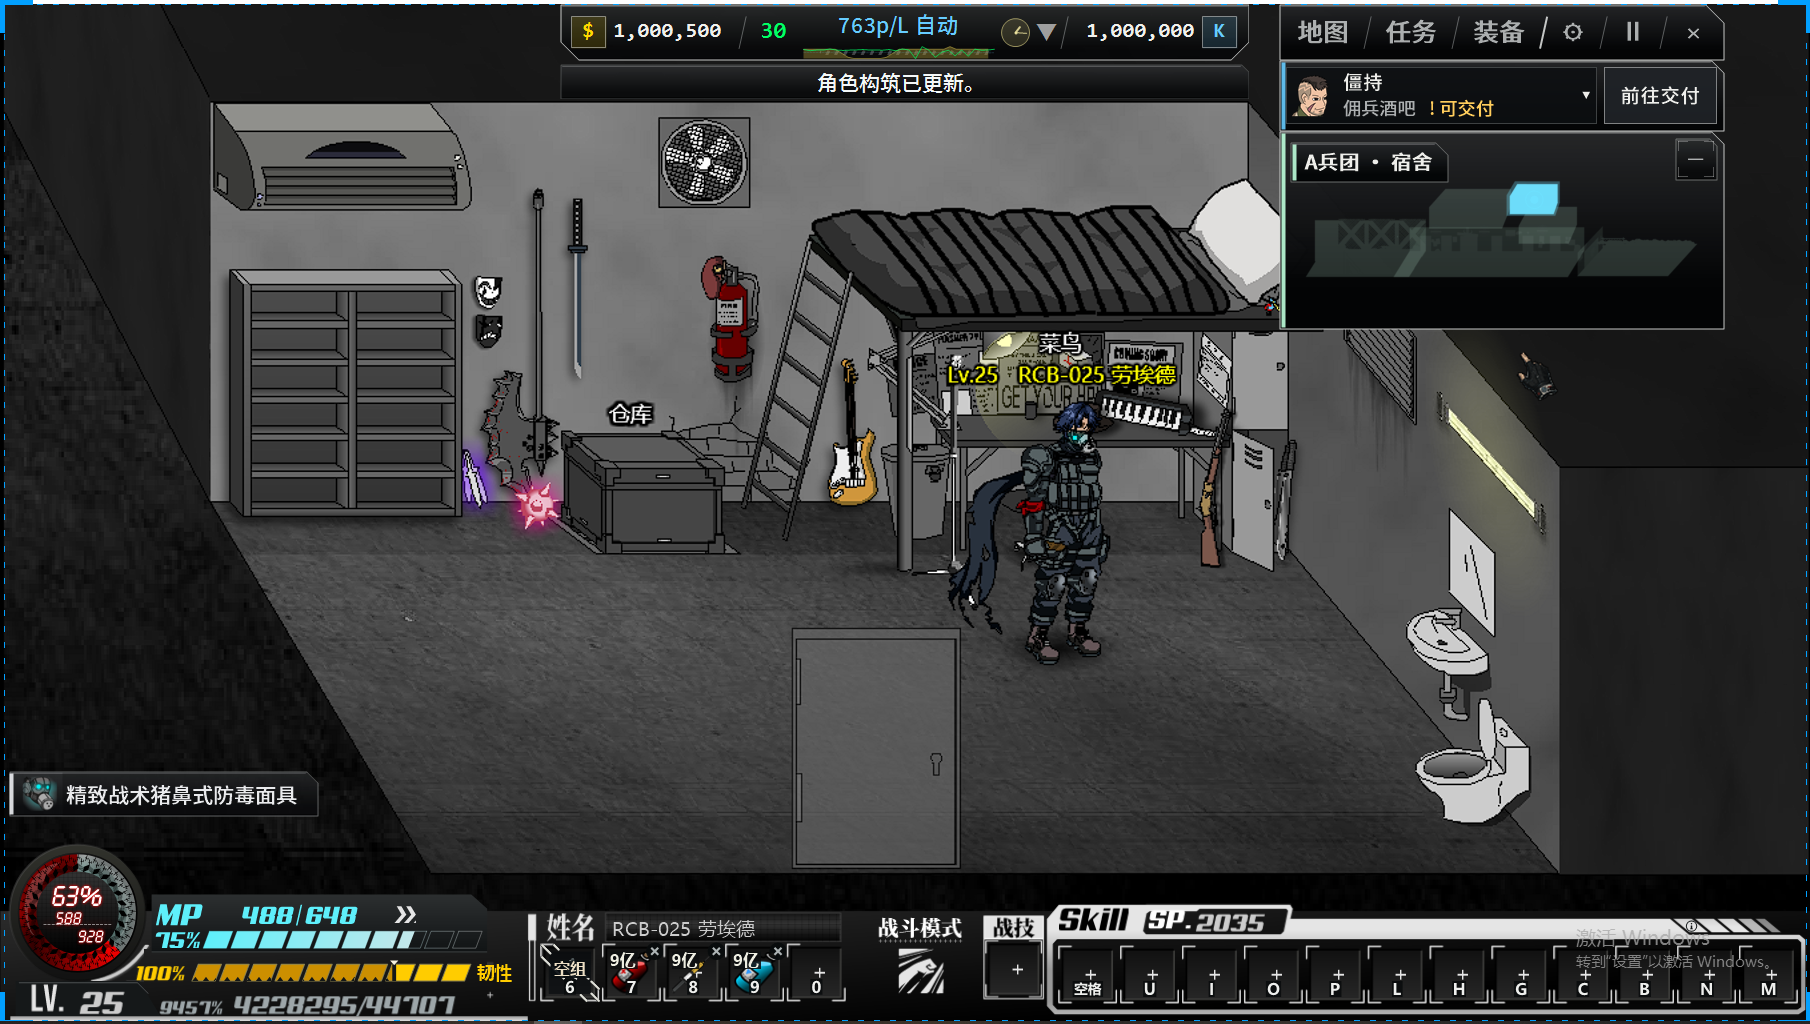 $ 1,000,500 30 763p/L 自动 1,000,000 K
地图 任务 装备
角色构筑已更新。
僵持
佣兵酒吧 ！可交付
前往交付
A兵团 · 宿舍
菜鸟
Lv.25 RCB-025 劳埃德
COMING SOON
GET YOUR
仓库
精致战术猪鼻式防毒面具
63%
588
928
MP 488/648
75%
100% 韧性
LV. 25 9457% 4228295/44707
姓名 RCB-025 劳埃德
空组 6
9亿 7
9亿 8
9亿 9
0
战斗模式
战技
Skill SP.2035
空格 U I O P L H G C B N M
激活 Windows
转到"设置"以激活 Windows。